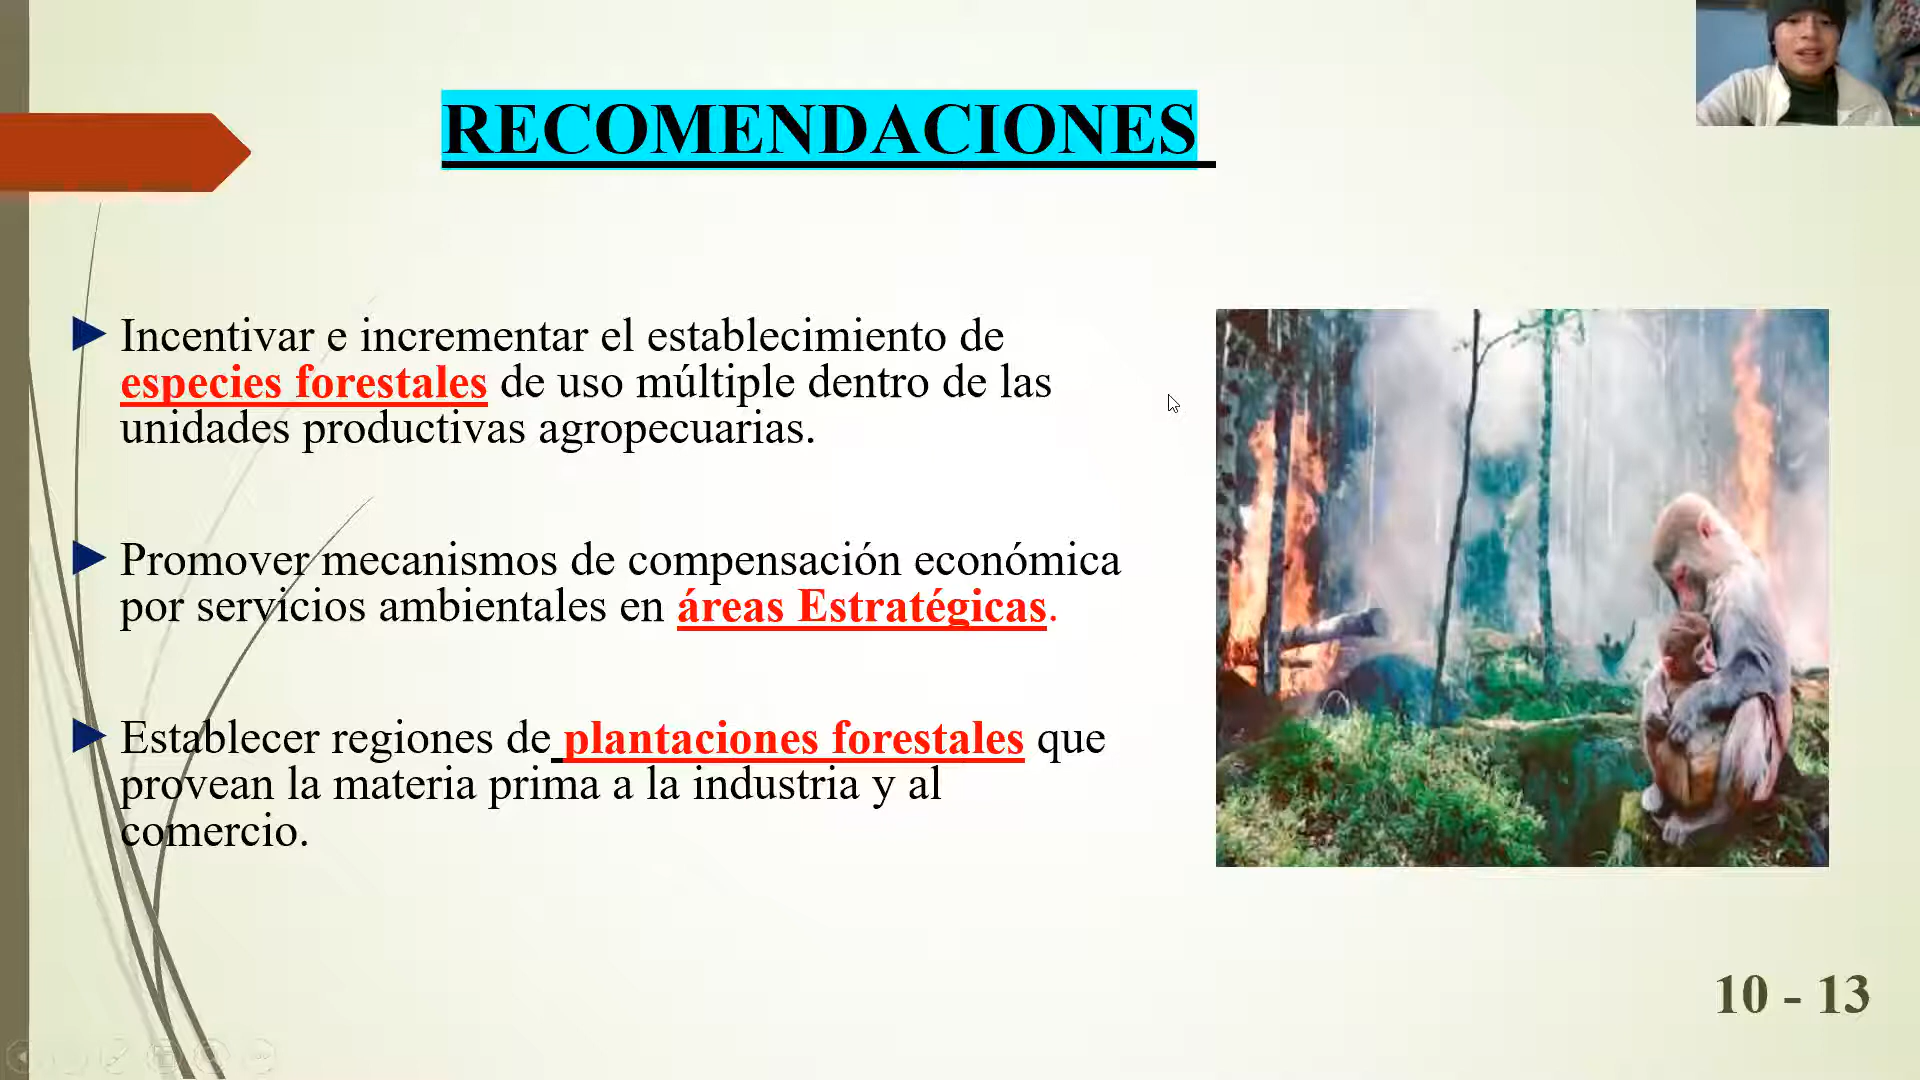 RECOMENDACIONES
Incentivar e incrementar el establecimiento de
especies forestales de uso múltiple dentro de las
unidades productivas agropecuarias.
Promover mecanismos de compensación económica
por servicios ambientales en áreas Estratégicas.
Establecer regiones de plantaciones forestales que
provean la materia prima a la industria y al
comercio.
10 - 13